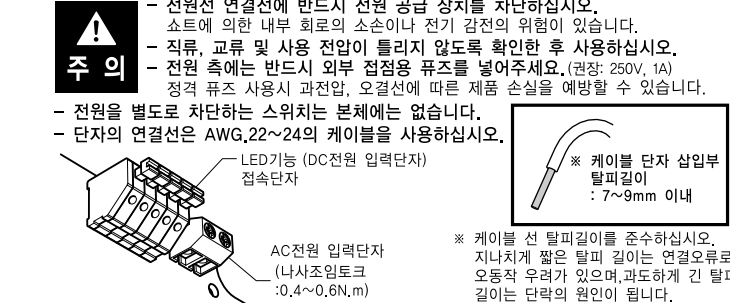 - 전원선 연결전에 반드시 전원 공급 장치를 차단하십시오.
쇼트에 의한 내부 회로의 소손이나 전기 감전의 위험이 있습니다.
주 의
- 직류, 교류 및 사용 전압이 틀리지 않도록 확인한 후 사용하십시오.
- 전원 측에는 반드시 외부 접점용 퓨즈를 넣어주세요.(권장: 250V, 1A)
정격 퓨즈 사용시 과전압, 오결선에 따른 제품 손실을 예방할 수 있습니다.
- 전원을 별도로 차단하는 스위치는 본체에는 없습니다.
- 단자의 연결선은 AWG.22~24의 케이블을 사용하십시오.
LED기능 (DC전원 입력단자)
접속단자
※ 케이블 단자 삽입부
탈피길이
: 7~9mm 이내
AC전원 입력단자
(나사조임토크
:0.4~0.6N.m)
※ 케이블 선 탈피길이를 준수하십시오.
지나치게 짧은 탈피 길이는 연결오류로
오동작 우려가 있으며,과도하게 긴 탈피
길이는 단락의 원인이 됩니다.